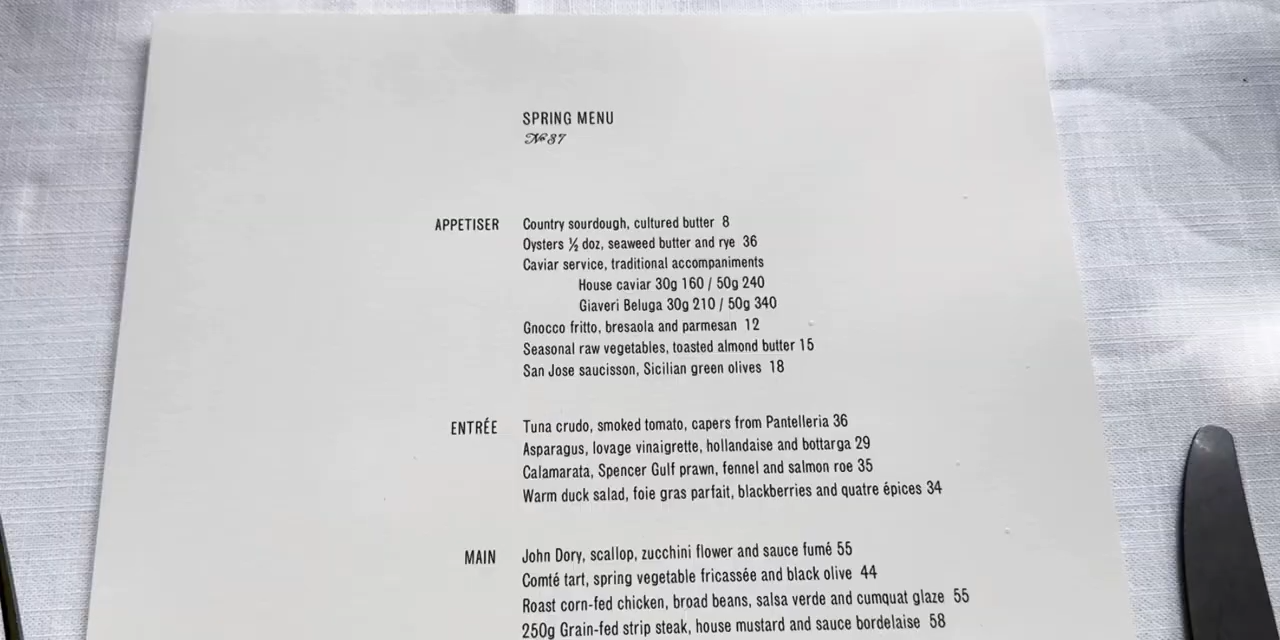 SPRING MENU
№ 37
APPETISER Country sourdough, cultured butter 8
Oysters ½ doz, seaweed butter and rye 36
Caviar service, traditional accompaniments
House caviar 30g 160 / 50g 240
Giaveri Beluga 30g 210 / 50g 340
Gnocco fritto, bresaola and parmesan 12
Seasonal raw vegetables, toasted almond butter 15
San Jose saucisson, Sicilian green olives 18
ENTRÉE Tuna crudo, smoked tomato, capers from Pantelleria 36
Asparagus, lovage vinaigrette, hollandaise and bottarga 29
Calamarata, Spencer Gulf prawn, fennel and salmon roe 35
Warm duck salad, foie gras parfait, blackberries and quatre épices 34
MAIN John Dory, scallop, zucchini flower and sauce fumé 55
Comté tart, spring vegetable fricassée and black olive 44
Roast corn-fed chicken, broad beans, salsa verde and cumquat glaze 55
250g Grain-fed strip steak, house mustard and sauce bordelaise 58